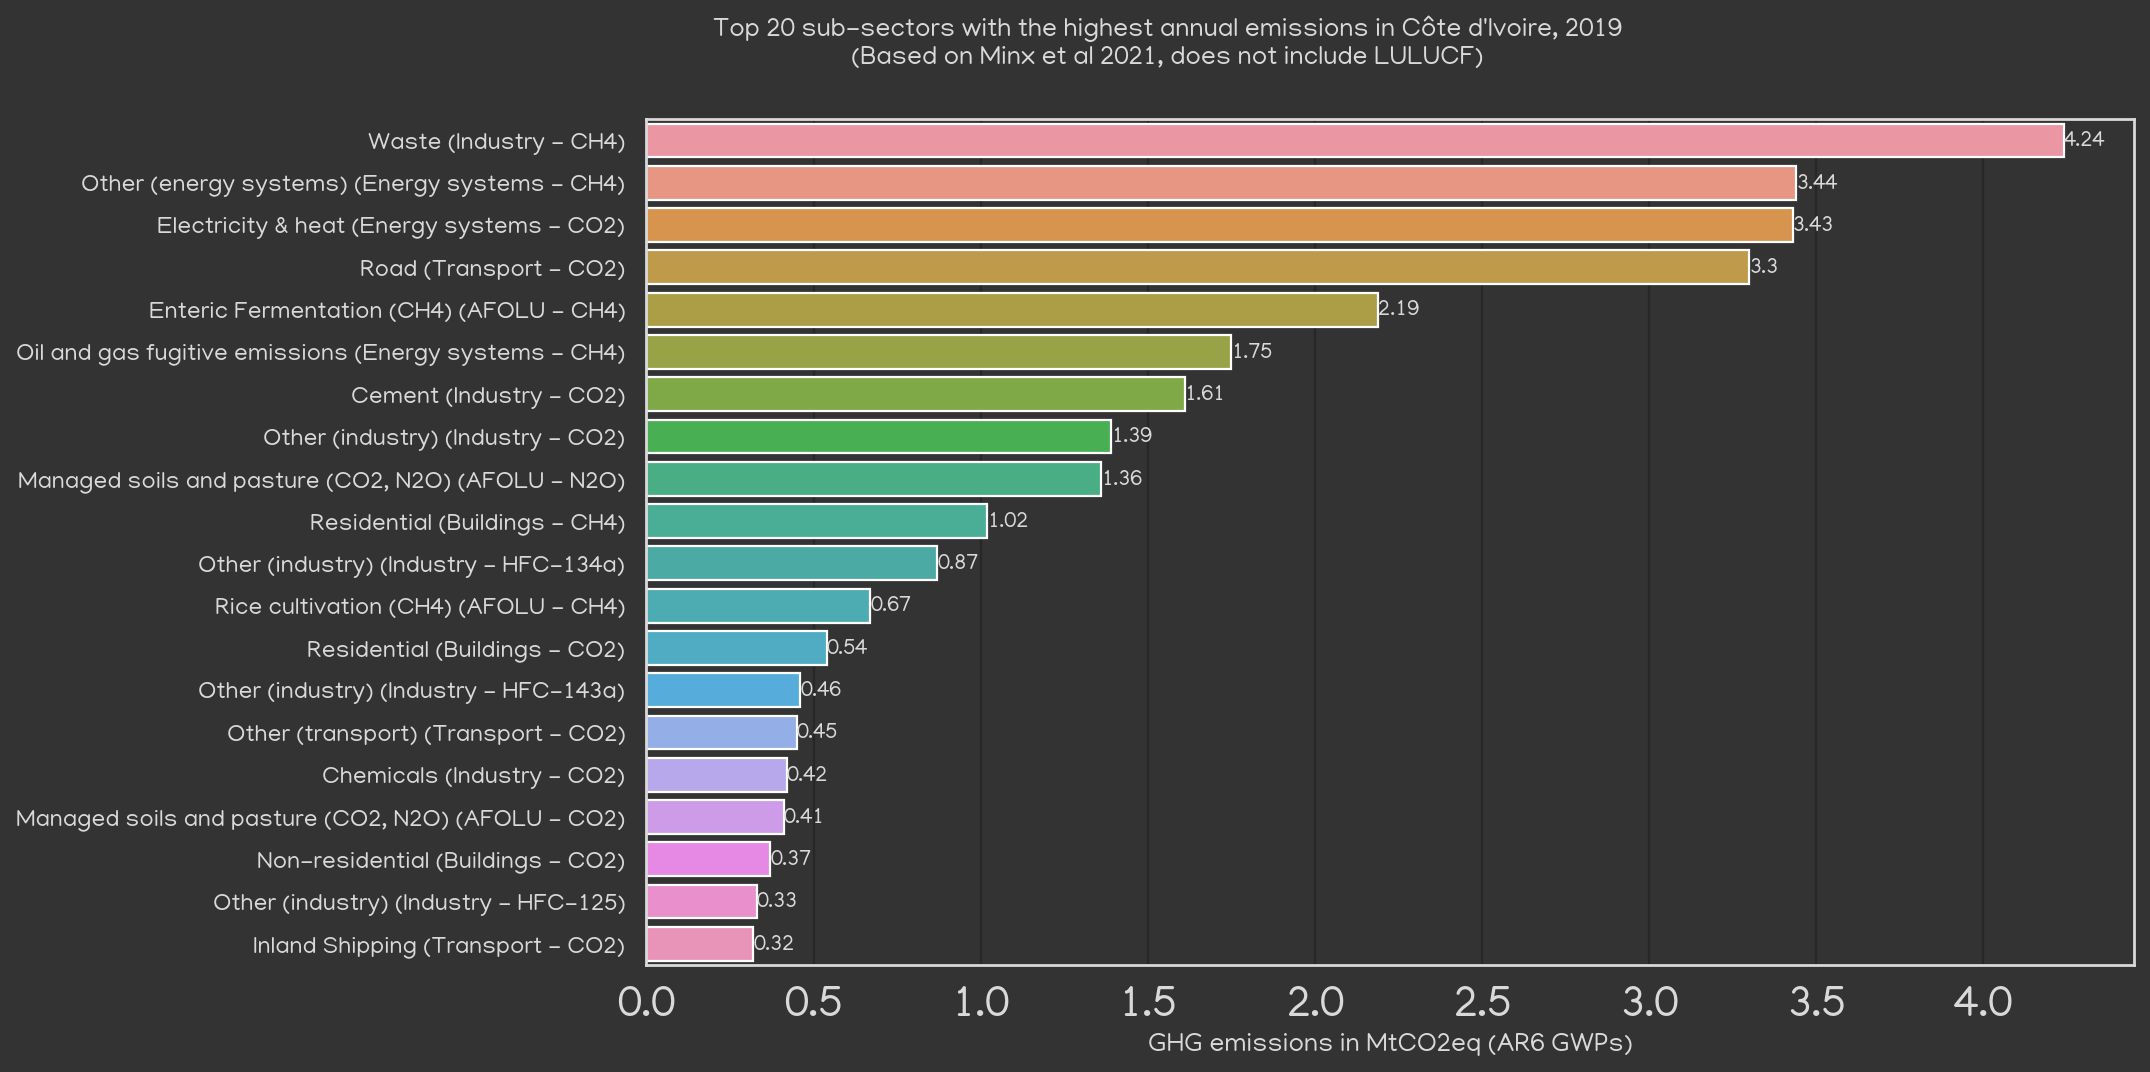 Top 20 sub-sectors with the highest annual emissions in Côte d'Ivoire, 2019
(Based on Minx et al 2021, does not include LULUCF)
Waste (Industry - CH4) 4.24
Other (energy systems) (Energy systems - CH4) 3.44
Electricity & heat (Energy systems - CO2) 3.43
Road (Transport - CO2) 3.3
Enteric Fermentation (CH4) (AFOLU - CH4) 2.19
Oil and gas fugitive emissions (Energy systems - CH4) 1.75
Cement (Industry - CO2) 1.61
Other (industry) (Industry - CO2) 1.39
Managed soils and pasture (CO2, N2O) (AFOLU - N2O) 1.36
Residential (Buildings - CH4) 1.02
Other (industry) (Industry - HFC-134a) 0.87
Rice cultivation (CH4) (AFOLU - CH4) 0.67
Residential (Buildings - CO2) 0.54
Other (industry) (Industry - HFC-143a) 0.46
Other (transport) (Transport - CO2) 0.45
Chemicals (Industry - CO2) 0.42
Managed soils and pasture (CO2, N2O) (AFOLU - CO2) 0.41
Non-residential (Buildings - CO2) 0.37
Other (industry) (Industry - HFC-125) 0.33
Inland Shipping (Transport - CO2) 0.32
0.0 0.5 1.0 1.5 2.0 2.5 3.0 3.5 4.0
GHG emissions in MtCO2eq (AR6 GWPs)